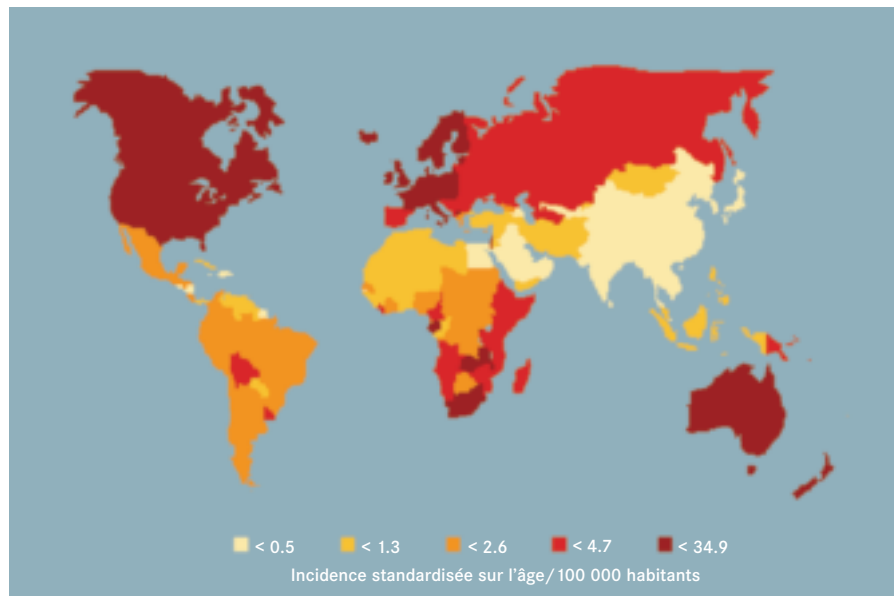 < 0.5 < 1.3 < 2.6 < 4.7 < 34.9
Incidence standardisée sur l'âge/100 000 habitants